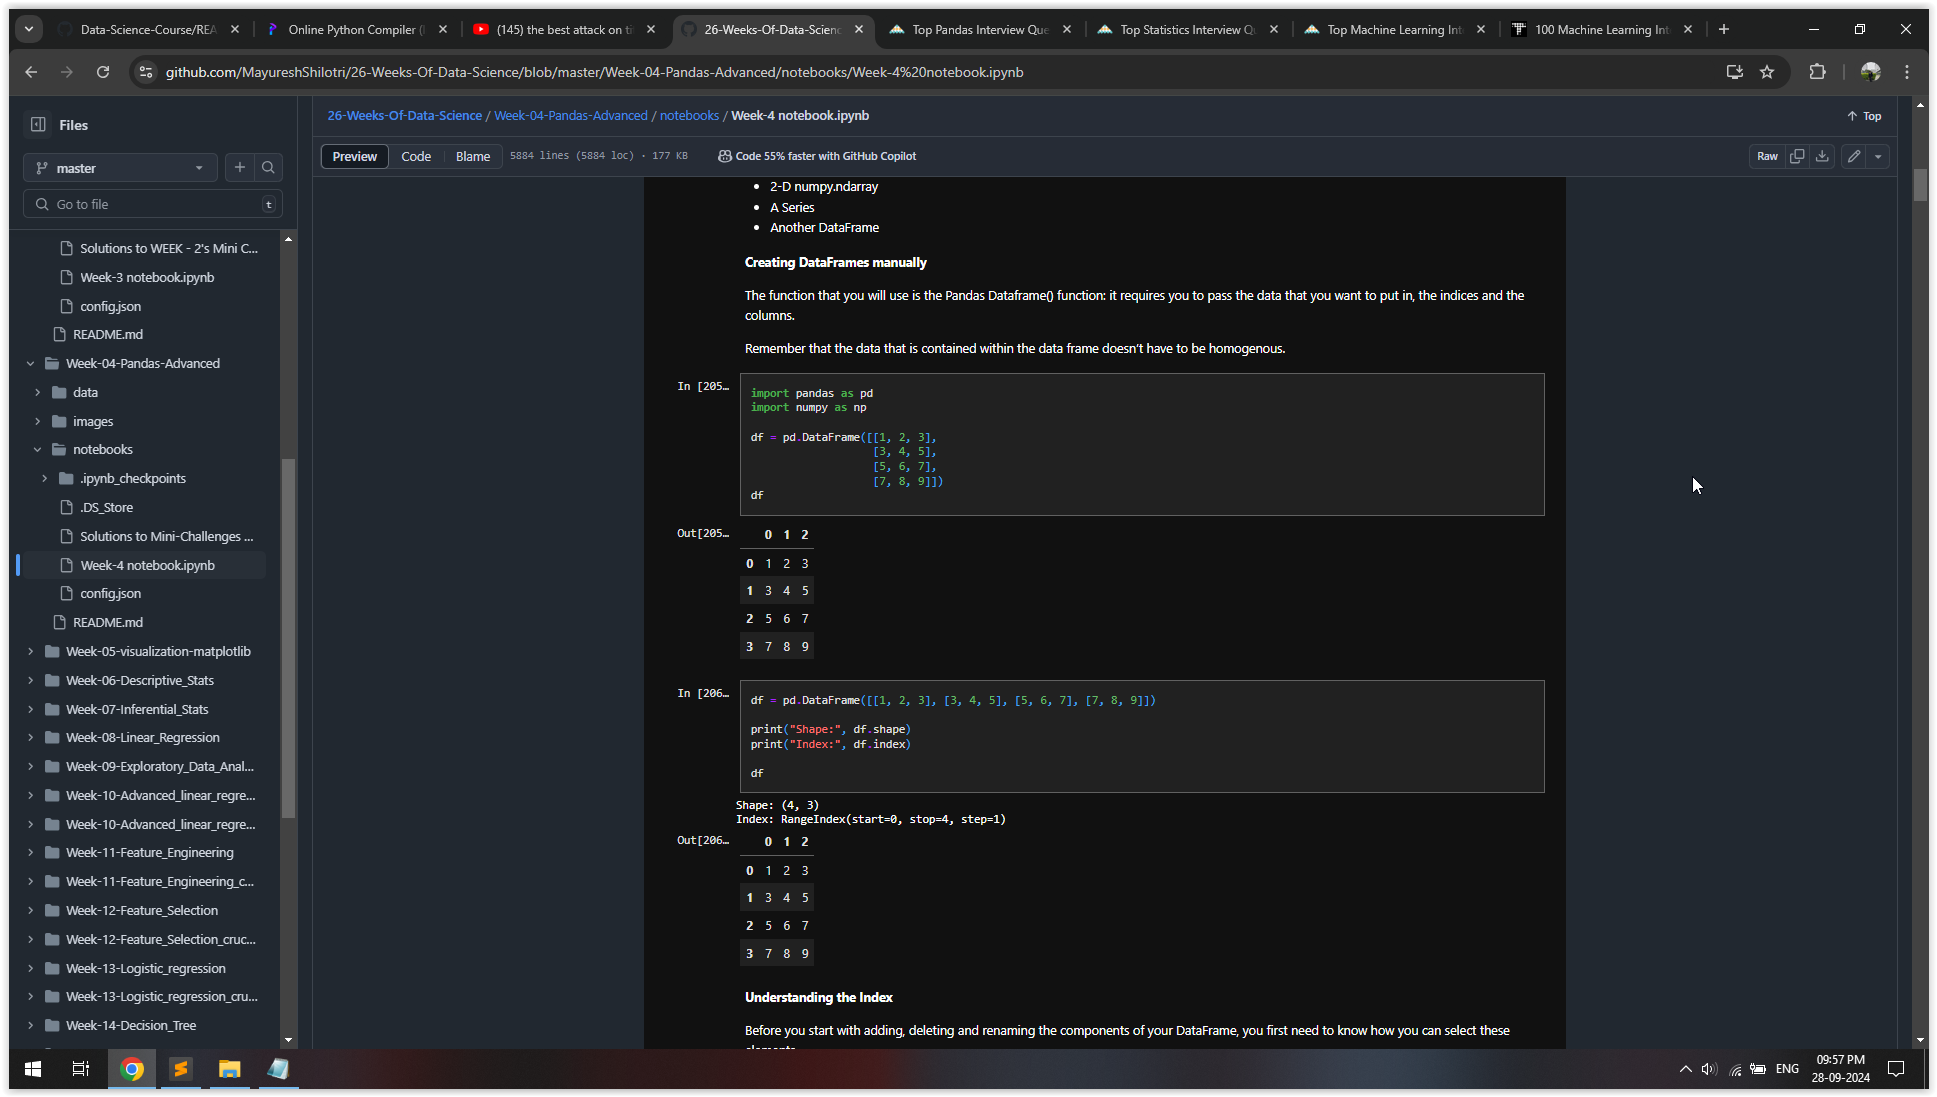 Data-Science-Course/REA
Online Python Compiler (
(145) the best attack on ti
26-Weeks-Of-Data-Scienc
Top Pandas Interview Que
Top Statistics Interview Q
Top Machine Learning Int
100 Machine Learning Int
github.com/MayureshShilotri/26-Weeks-Of-Data-Science/blob/master/Week-04-Pandas-Advanced/notebooks/Week-4%20notebook.ipynb
Files
26-Weeks-Of-Data-Science / Week-04-Pandas-Advanced / notebooks / Week-4 notebook.ipynb
Top
master
Preview Code Blame 5884 lines (5884 loc) · 177 KB Code 55% faster with GitHub Copilot
Raw
Go to file t
Solutions to WEEK - 2's Mini C...
Week-3 notebook.ipynb
config.json
README.md
Week-04-Pandas-Advanced
data
images
notebooks
.ipynb_checkpoints
.DS_Store
Solutions to Mini-Challenges ...
Week-4 notebook.ipynb
config.json
README.md
Week-05-visualization-matplotlib
Week-06-Descriptive_Stats
Week-07-Inferential_Stats
Week-08-Linear_Regression
Week-09-Exploratory_Data_Anal...
Week-10-Advanced_linear_regre...
Week-10-Advanced_linear_regre...
Week-11-Feature_Engineering
Week-11-Feature_Engineering_c...
Week-12-Feature_Selection
Week-12-Feature_Selection_cruc...
Week-13-Logistic_regression
Week-13-Logistic_regression_cru...
Week-14-Decision_Tree
• 2-D numpy.ndarray
• A Series
• Another DataFrame
Creating DataFrames manually
The function that you will use is the Pandas Dataframe() function: it requires you to pass the data that you want to put in, the indices and the
columns.
Remember that the data that is contained within the data frame doesn't have to be homogenous.
In [205…
import pandas as pd
import numpy as np
df = pd.DataFrame([[1, 2, 3],
[3, 4, 5],
[5, 6, 7],
[7, 8, 9]])
df
Out[205…
0 1 2
0 1 2 3
1 3 4 5
2 5 6 7
3 7 8 9
In [206…
df = pd.DataFrame([[1, 2, 3], [3, 4, 5], [5, 6, 7], [7, 8, 9]])
print("Shape:", df.shape)
print("Index:", df.index)
df
Shape: (4, 3)
Index: RangeIndex(start=0, stop=4, step=1)
Out[206…
0 1 2
0 1 2 3
1 3 4 5
2 5 6 7
3 7 8 9
Understanding the Index
Before you start with adding, deleting and renaming the components of your DataFrame, you first need to know how you can select these
ENG
09:57 PM
28-09-2024